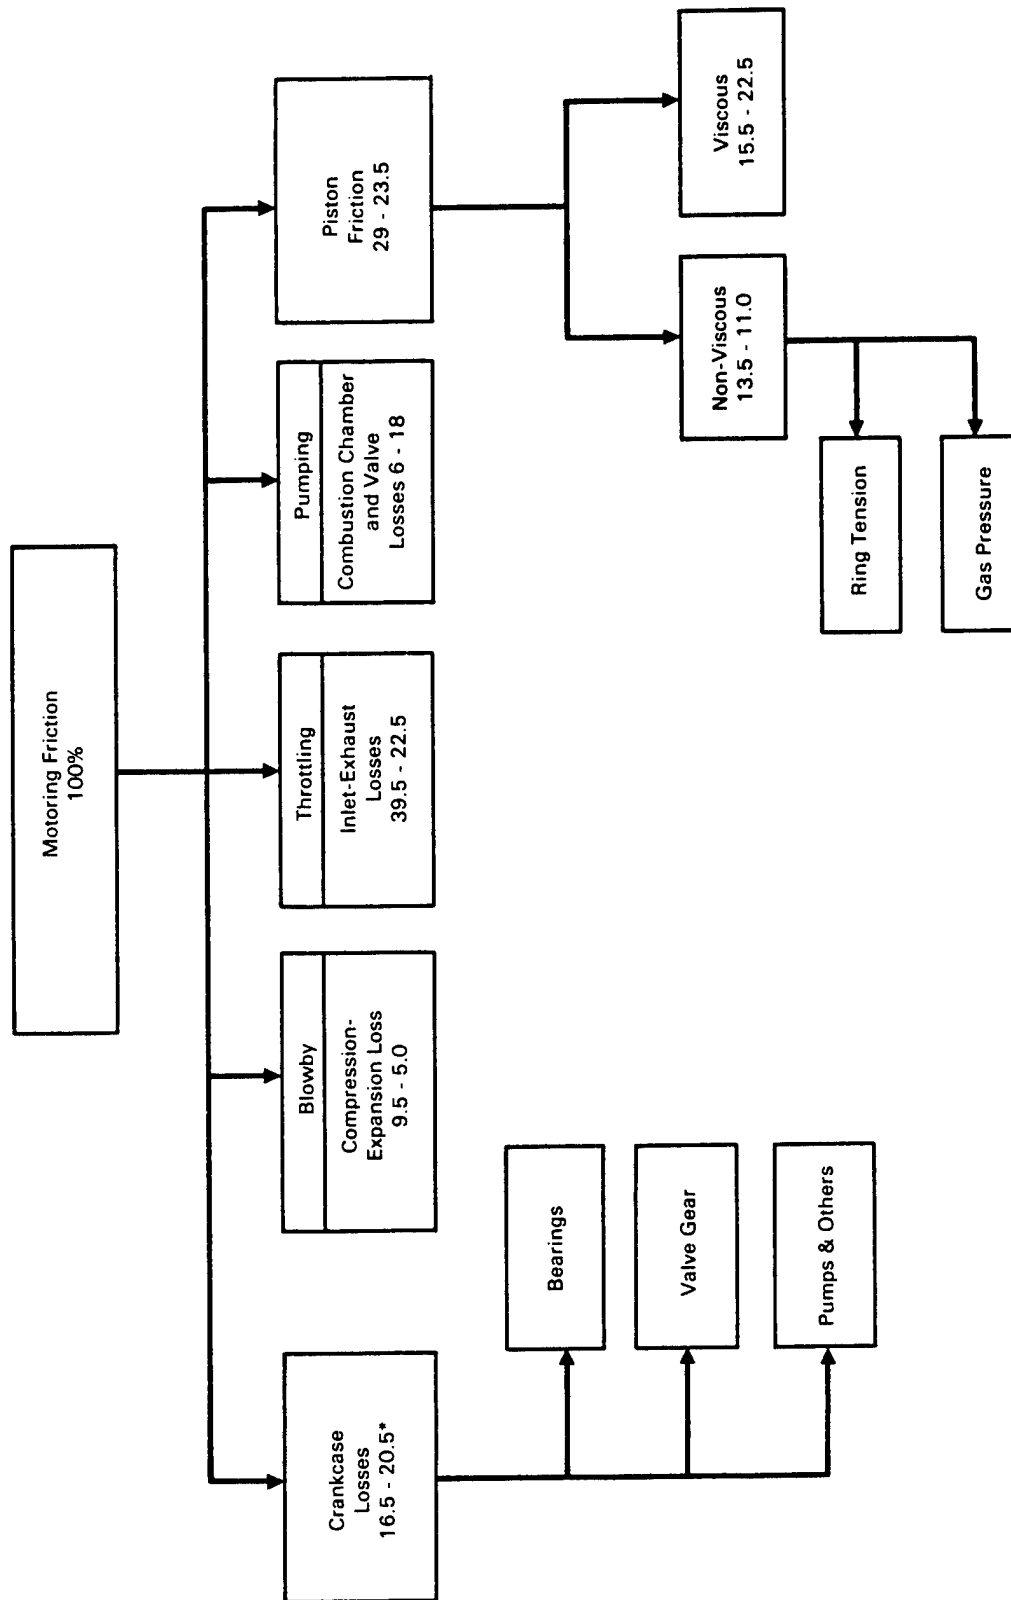 Motoring Friction
100%
Crankcase
Losses
16.5 - 20.5*
Blowby
Compression-
Expansion Loss
9.5 - 5.0
Throttling
Inlet-Exhaust
Losses
39.5 - 22.5
Pumping
Combustion Chamber
and Valve
Losses 6 - 18
Piston
Friction
29 - 23.5
Bearings
Valve Gear
Pumps & Others
Non-Viscous
13.5 - 11.0
Viscous
15.5 - 22.5
Ring Tension
Gas Pressure